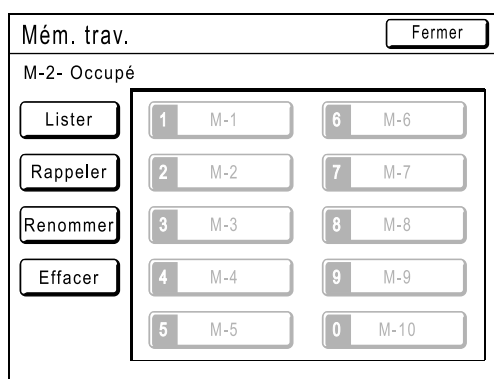 Mém. trav. Fermer
M-2- Occupé
Lister 1 M-1 6 M-6
Rappeler 2 M-2 7 M-7
Renommer 3 M-3 8 M-8
Effacer 4 M-4 9 M-9
5 M-5 0 M-10